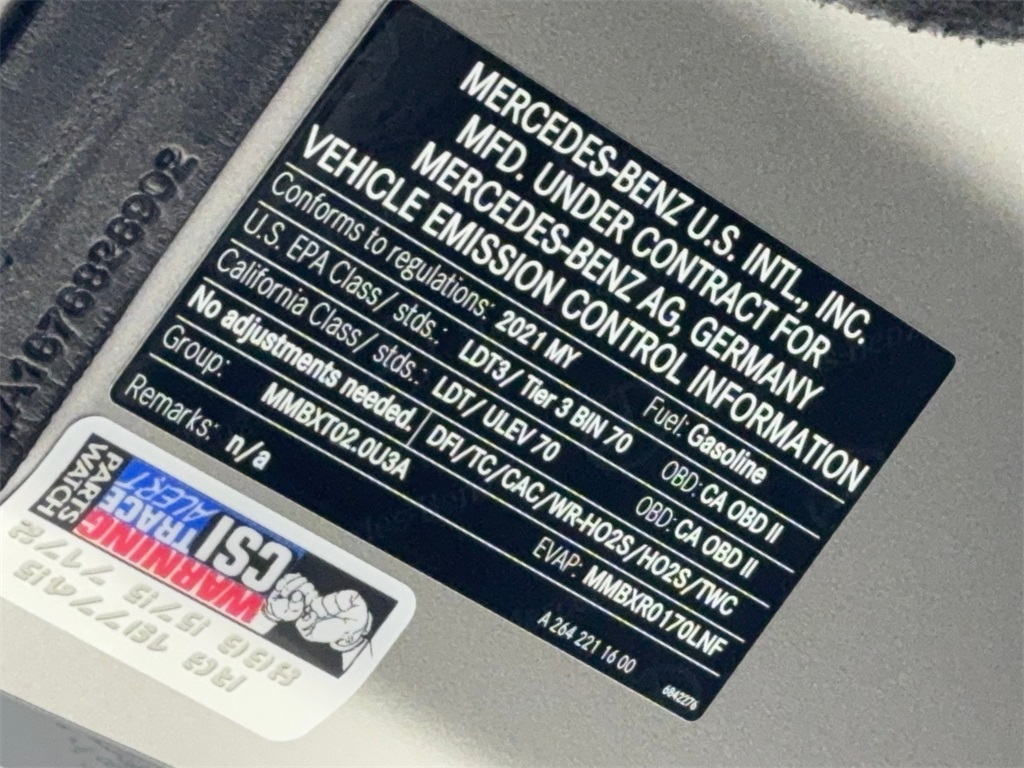 MERCEDES-BENZ U.S. INTL., INC.
MFD. UNDER CONTRACT FOR
MERCEDES-BENZ AG, GERMANY
VEHICLE EMISSION CONTROL INFORMATION
Conforms to regulations: 2021 MY Fuel: Gasoline
U.S. EPA Class/ stds.: LDT3/ Tier 3 BIN 70 OBD: CA OBD II
California Class/ stds.: LDT/ ULEV 70 OBD: CA OBD II
No adjustments needed. DFI/TC/CAC/WR-HO2S/HO2S/TWC
Group: MMBXT02.0U3A EVAP: MMBXR0170LNF
Remarks: n/a
A 264 221 16 00
6842276
A1676828902
PARTS
WATCH
CSI TRACE
ALERT
WARNING